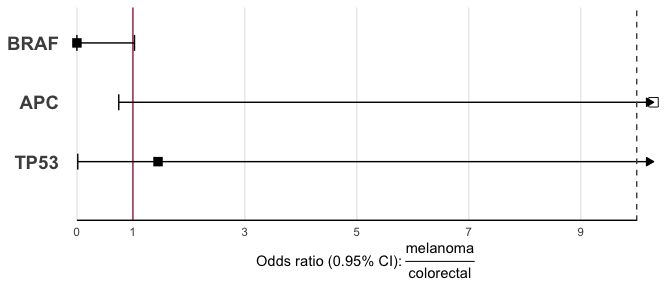 BRAF
APC
TP53
0 1 3 5 7 9
Odds ratio (0.95% CI): melanoma
colorectal